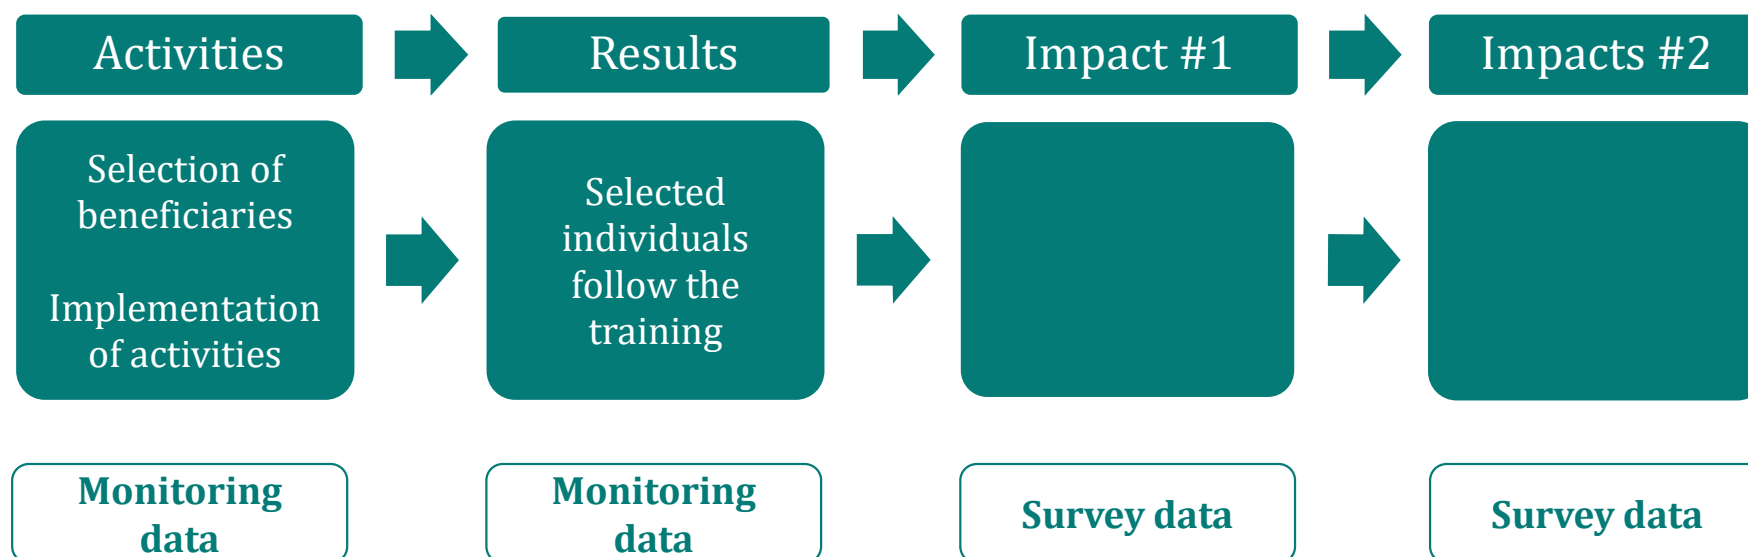 Activities
Results
Impact #1
Impacts #2
Selection of
beneficiaries
Implementation
of activities
Selected
individuals
follow the
training
Monitoring
data
Monitoring
data
Survey data
Survey data